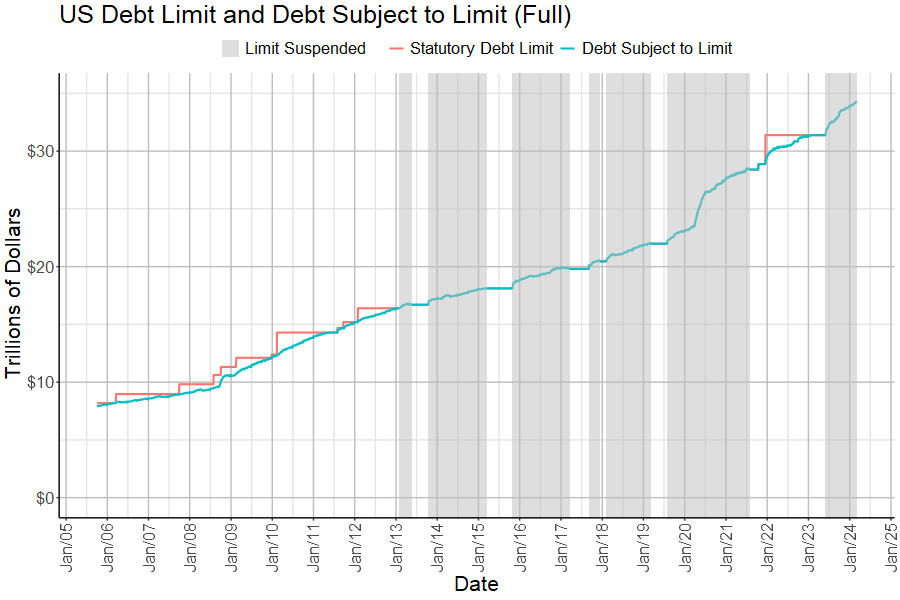 US Debt Limit and Debt Subject to Limit (Full)
Limit Suspended Statutory Debt Limit Debt Subject to Limit
Trillions of Dollars
$30
$20
$10
$0
Jan/05 Jan/06 Jan/07 Jan/08 Jan/09 Jan/10 Jan/11 Jan/12 Jan/13 Jan/14 Jan/15 Jan/16 Jan/17 Jan/18 Jan/19 Jan/20 Jan/21 Jan/22 Jan/23 Jan/24 Jan/25
Date